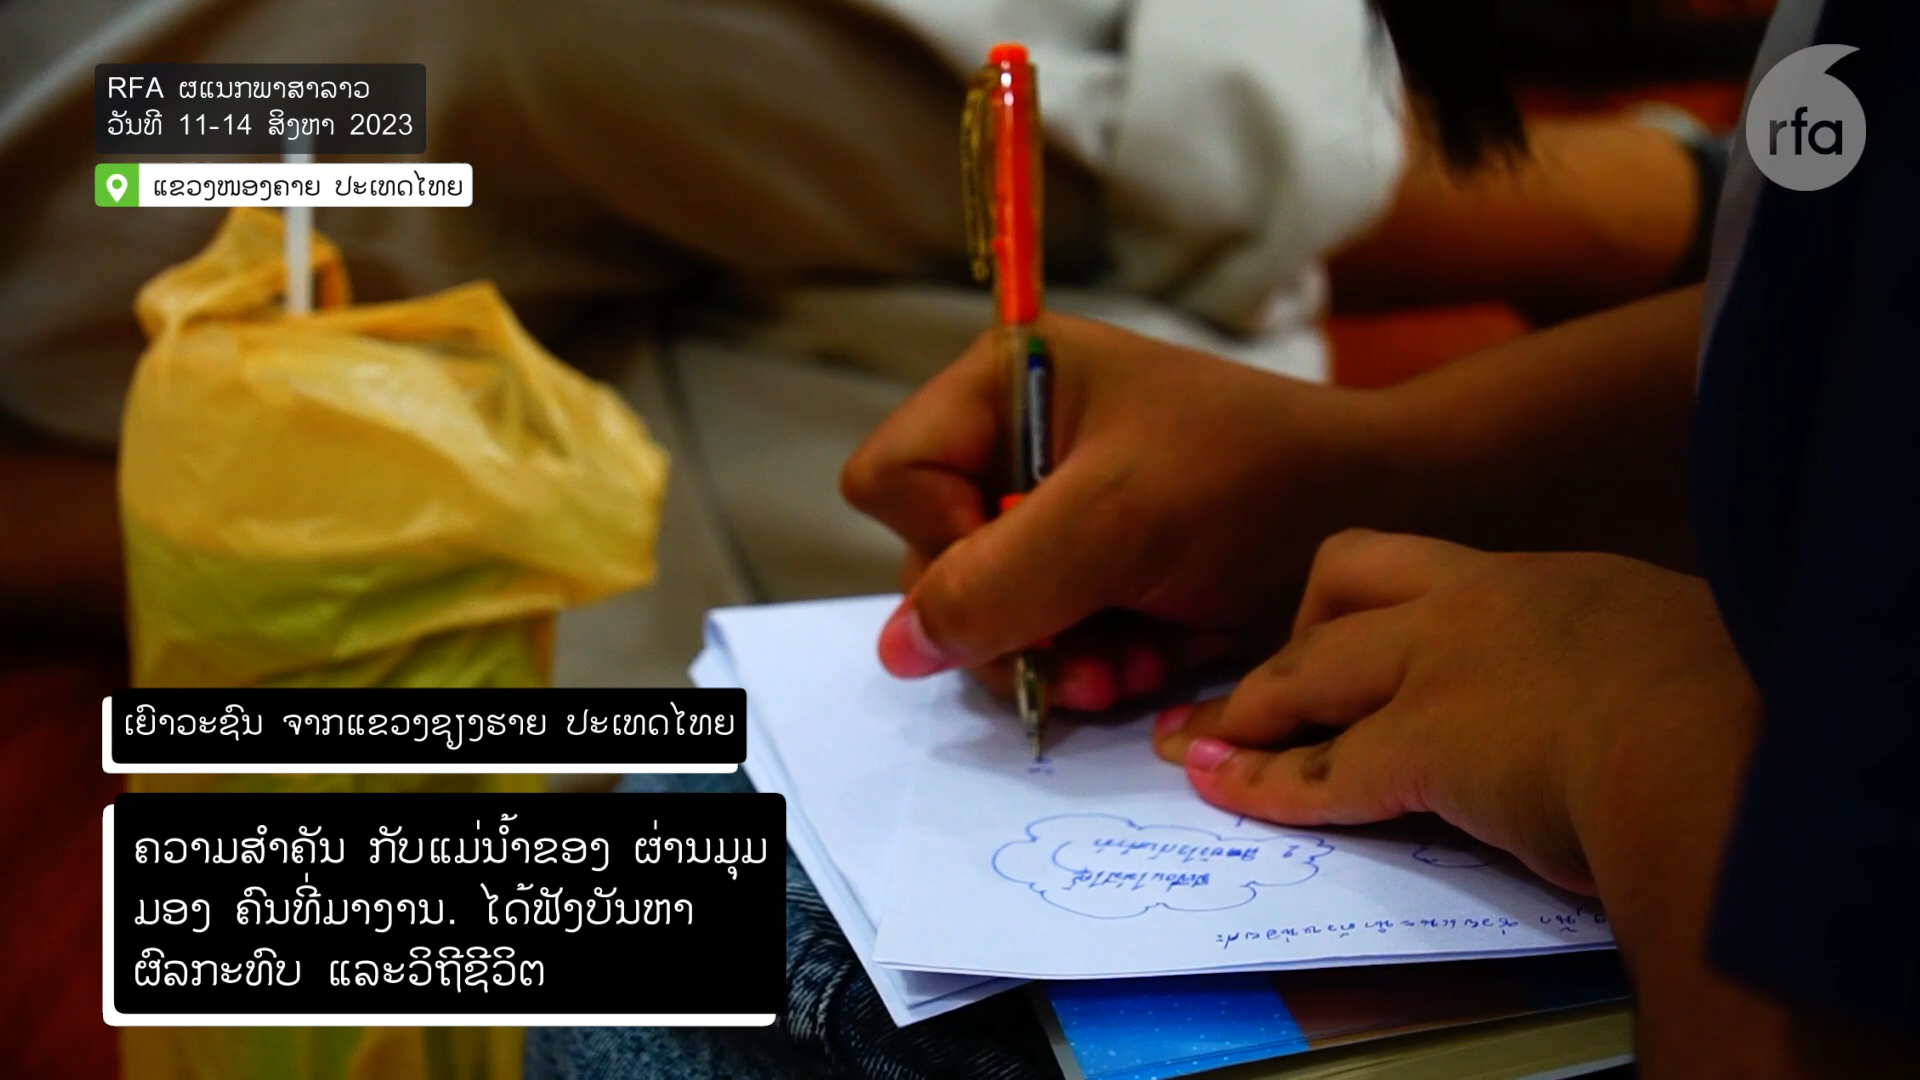 RFA ຜແນກພາສາລາວ
ວັນທີ 11-14 ສິງຫາ 2023
ແຂວງໜອງຄາຍ ປະເທດໄທຍ
rfa
ເຍົາວະຊົນ ຈາກແຂວງຊຽງຮາຍ ປະເທດໄທຍ
ຄວາມສຳຄັນ ກັບແມ່ນ້ຳຂອງ ຜ່ານມຸມ
ມອງ ຄົນທີ່ມາງານ. ໄດ້ຟັງບັນຫາ
ຜົລກະທົບ ແລະວິຖີຊີວິຕ